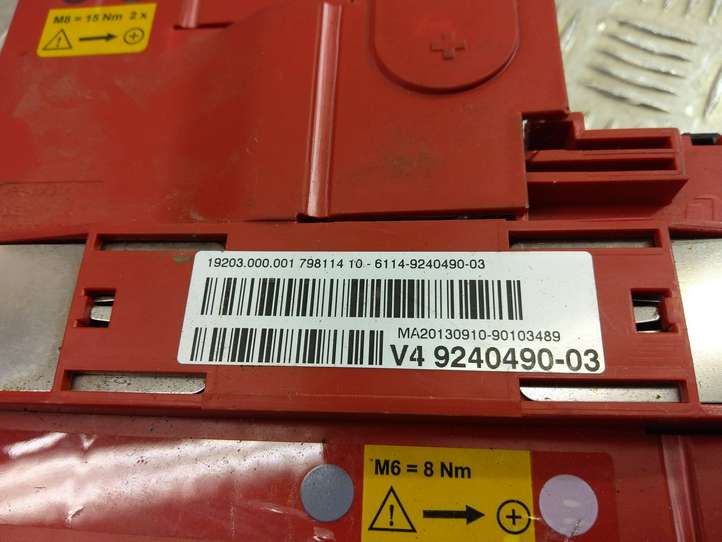 M8 = 15 Nm 2 x
19203.000.001 798114 10 - 6114-9240490-03
MA20130910-90103489
V4 9240490-03
M6 = 8 Nm